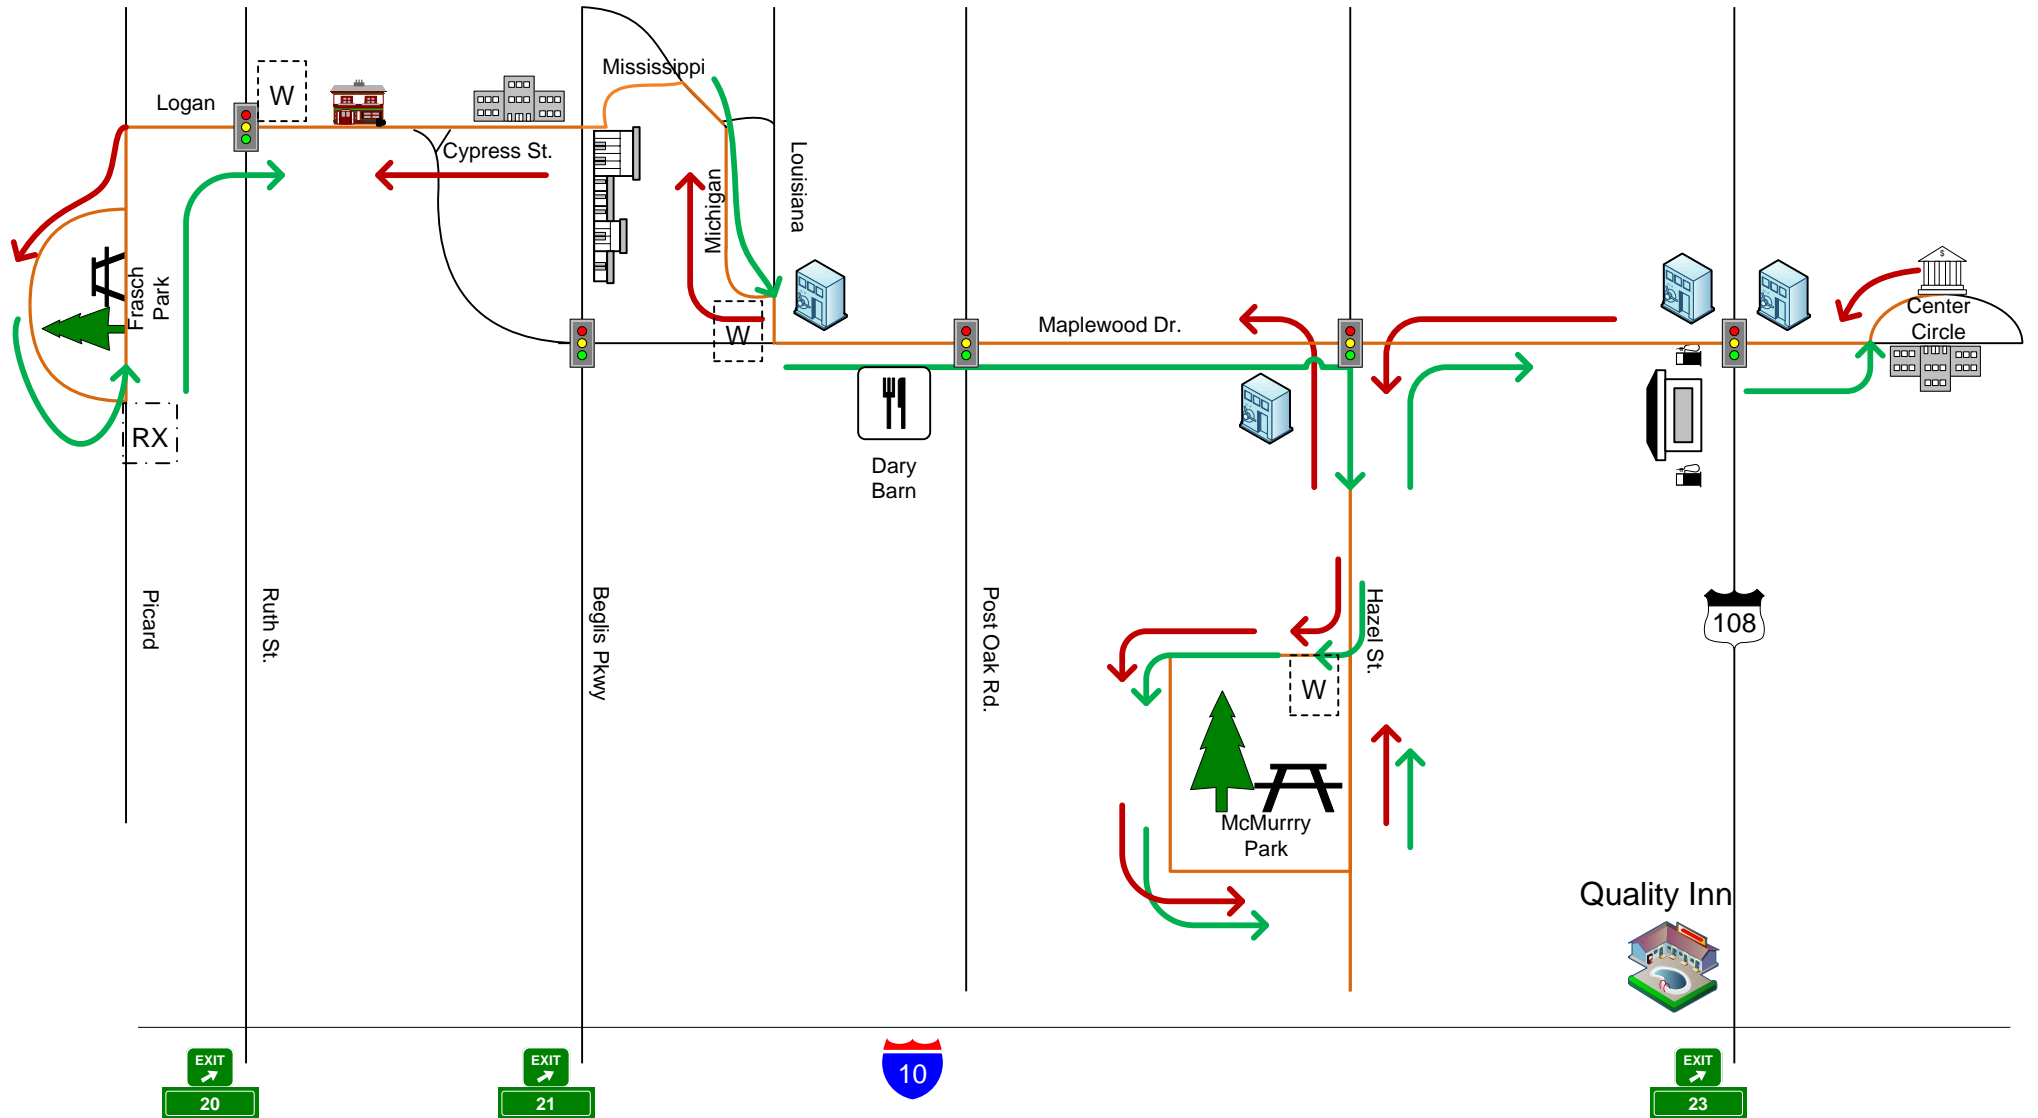 Mississippi
Logan
W
Cypress St.
Louisiana
Michigan
Frasch
Park
W
Maplewood Dr.
$
Center
Circle
RX
Dary
Barn
Picard
Ruth St.
Beglis Pkwy
Post Oak Rd.
Hazel St.
108
W
McMurrry
Park
Quality Inn
EXIT
20
EXIT
21
10
EXIT
23